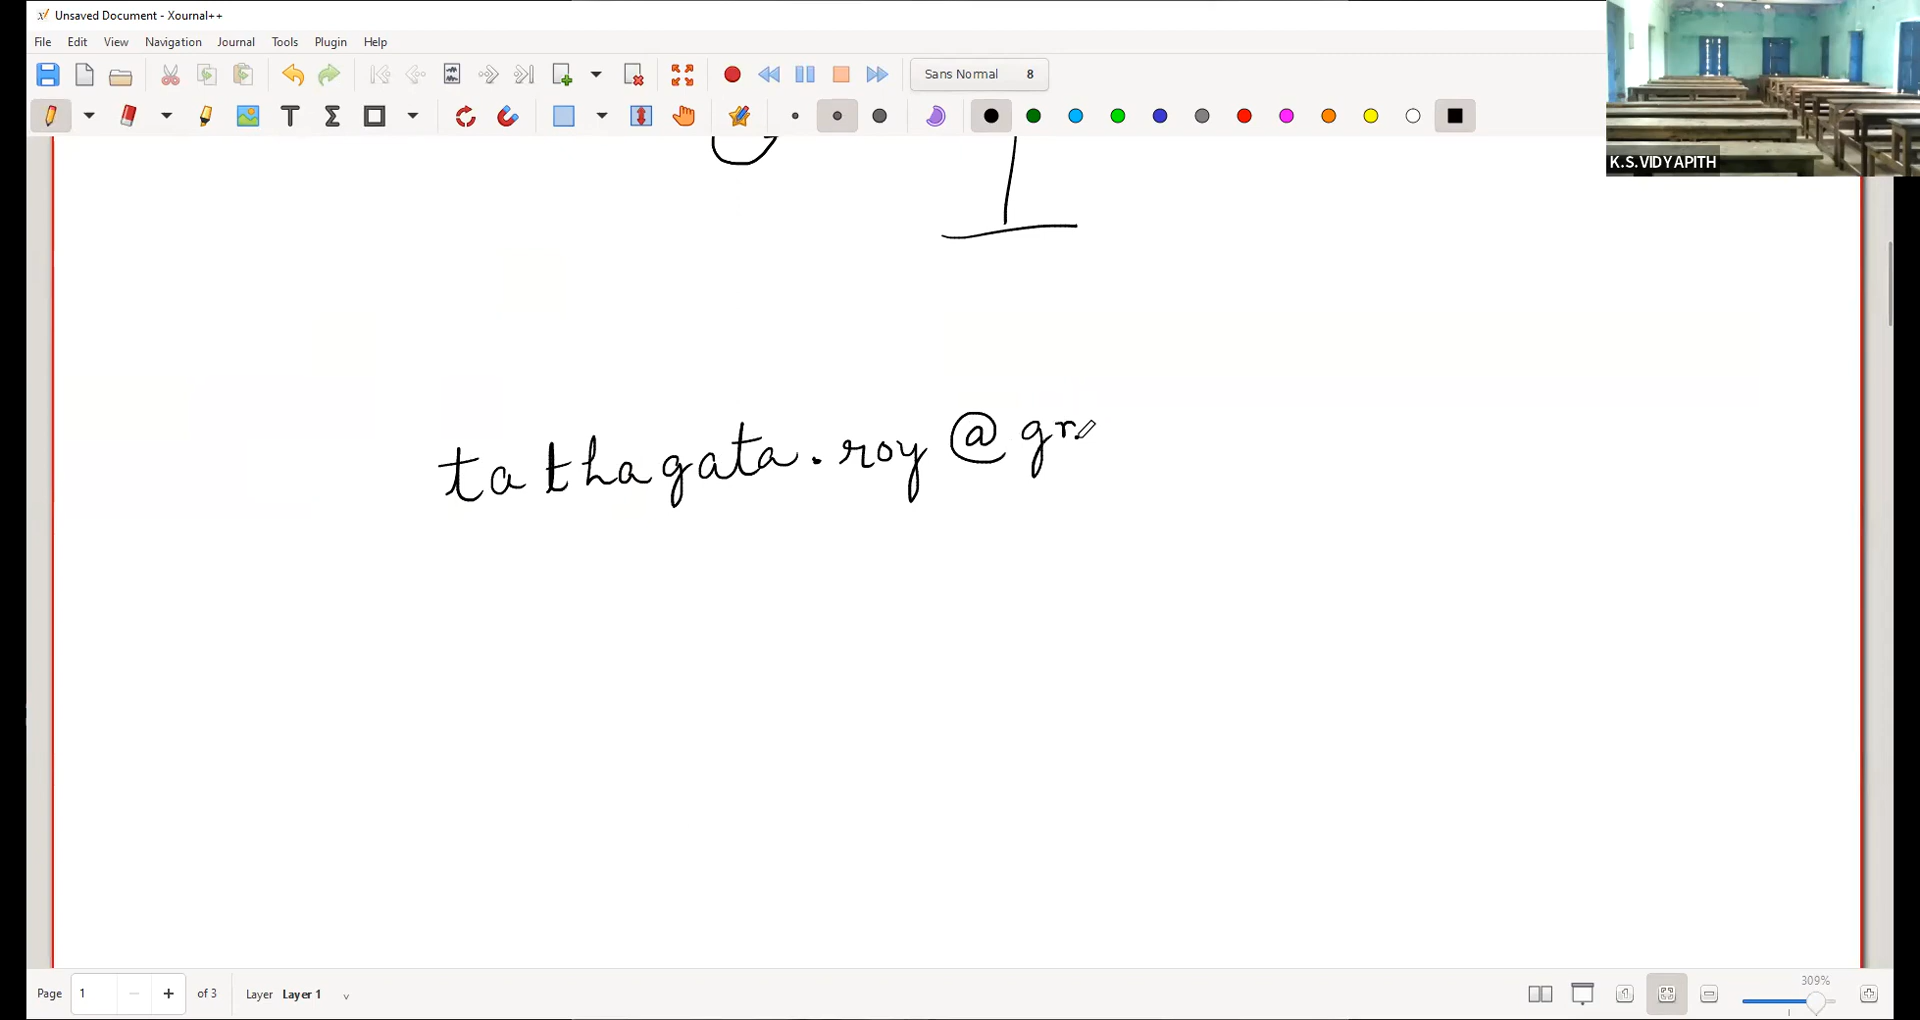 Unsaved Document - Xournal++
File Edit View Navigation Journal Tools Plugin Help
Sans Normal 8
K.S.VIDYAPITH
tathagata.roy@gr
Page 1 of 3 Layer Layer 1
309%